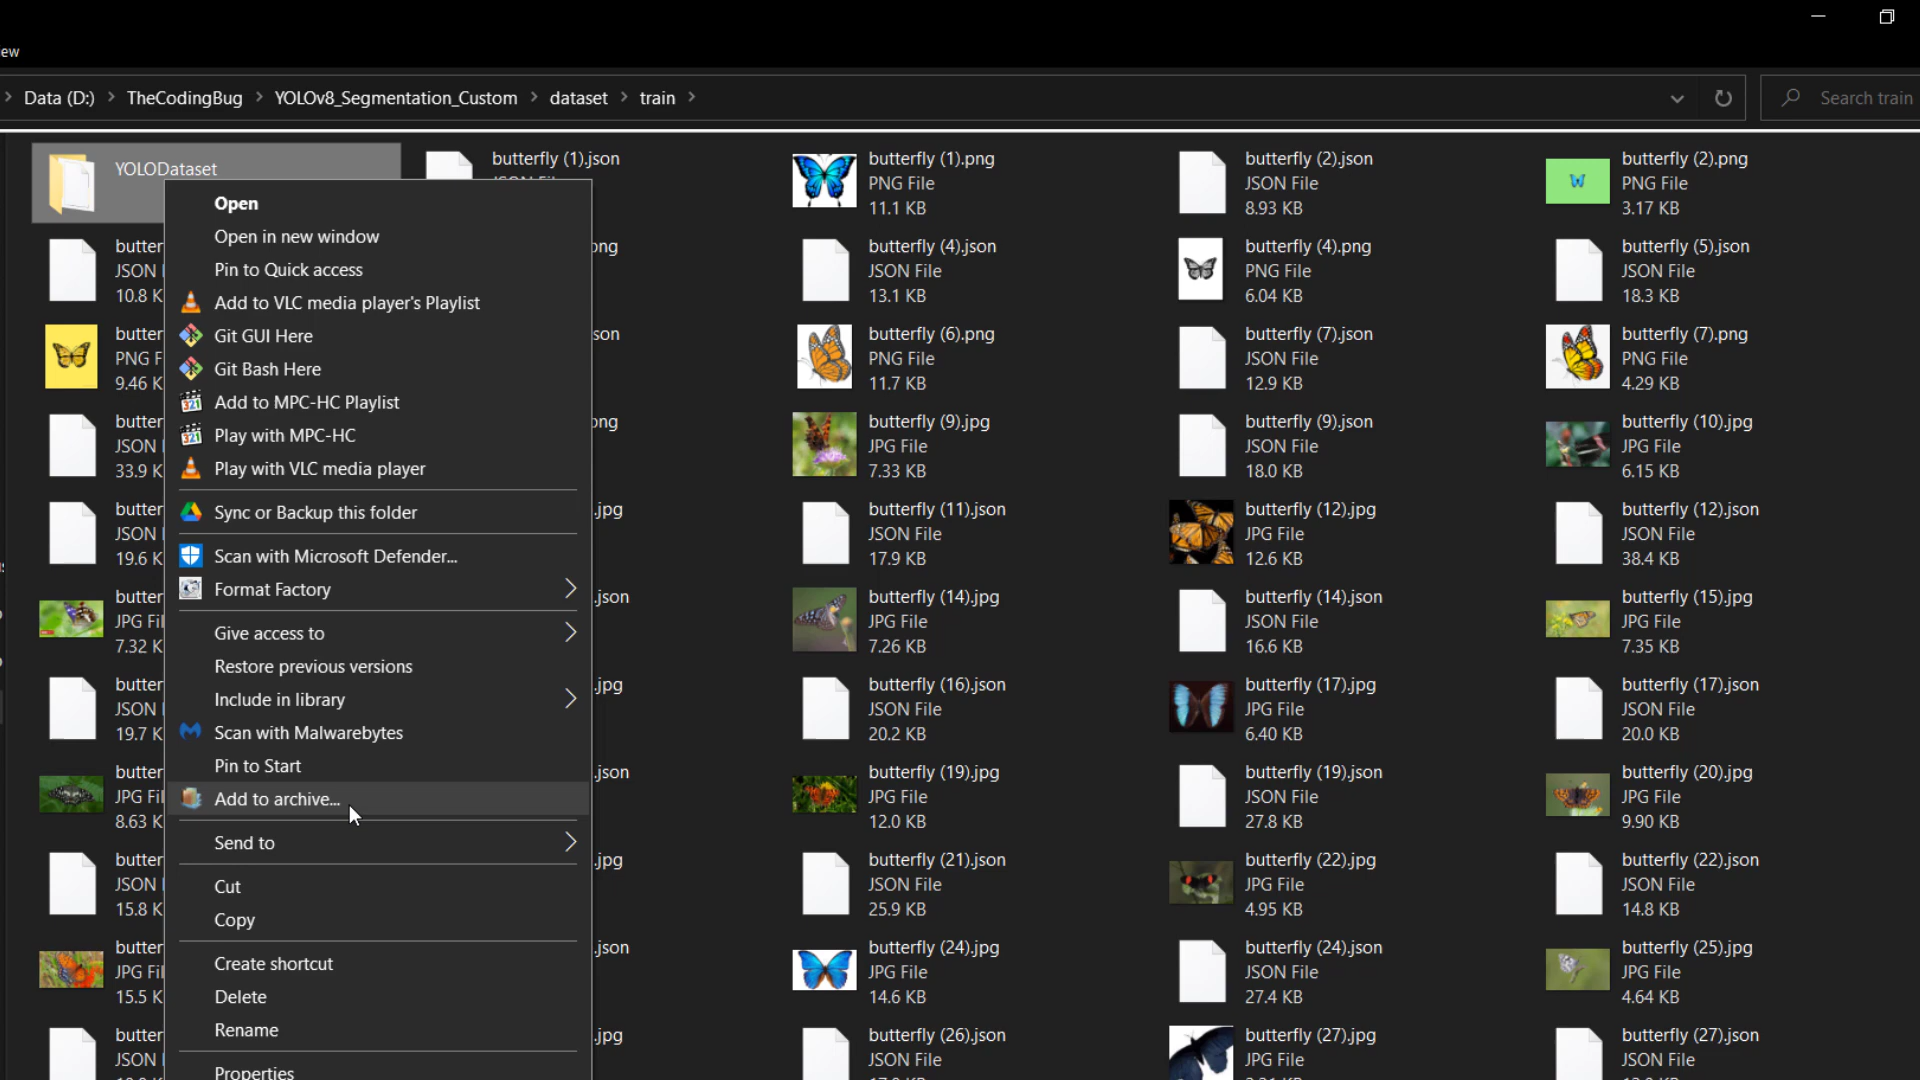 ew
Data (D:) > TheCodingBug > YOLOv8_Segmentation_Custom > dataset > train >
Search train
YOLODataset
Open
Open in new window
Pin to Quick access
Add to VLC media player's Playlist
Git GUI Here
Git Bash Here
Add to MPC-HC Playlist
Play with MPC-HC
Play with VLC media player
Sync or Backup this folder
Scan with Microsoft Defender...
Format Factory
Give access to
Restore previous versions
Include in library
Scan with Malwarebytes
Pin to Start
Add to archive...
Send to
Cut
Copy
Create shortcut
Delete
Rename
Properties
butter
JSON
10.8 K
butter
PNG F
9.46 K
butter
JSON
33.9 K
butter
JSON
19.6 K
butter
JPG Fil
7.32 K
butter
JSON
19.7 K
butter
JPG Fil
8.63 K
butter
JSON
15.8 K
butter
JPG Fil
15.5 K
butter
JSON
butterfly (1).json
png
son
png
.jpg
.json
.jpg
.json
.jpg
.json
.jpg
butterfly (1).png
PNG File
11.1 KB
butterfly (4).json
JSON File
13.1 KB
butterfly (6).png
PNG File
11.7 KB
butterfly (9).jpg
JPG File
7.33 KB
butterfly (11).json
JSON File
17.9 KB
butterfly (14).jpg
JPG File
7.26 KB
butterfly (16).json
JSON File
20.2 KB
butterfly (19).jpg
JPG File
12.0 KB
butterfly (21).json
JSON File
25.9 KB
butterfly (24).jpg
JPG File
14.6 KB
butterfly (26).json
JSON File
butterfly (2).json
JSON File
8.93 KB
butterfly (4).png
PNG File
6.04 KB
butterfly (7).json
JSON File
12.9 KB
butterfly (9).json
JSON File
18.0 KB
butterfly (12).jpg
JPG File
12.6 KB
butterfly (14).json
JSON File
16.6 KB
butterfly (17).jpg
JPG File
6.40 KB
butterfly (19).json
JSON File
27.8 KB
butterfly (22).jpg
JPG File
4.95 KB
butterfly (24).json
JSON File
27.4 KB
butterfly (27).jpg
JPG File
butterfly (2).png
PNG File
3.17 KB
butterfly (5).json
JSON File
18.3 KB
butterfly (7).png
PNG File
4.29 KB
butterfly (10).jpg
JPG File
6.15 KB
butterfly (12).json
JSON File
38.4 KB
butterfly (15).jpg
JPG File
7.35 KB
butterfly (17).json
JSON File
20.0 KB
butterfly (20).jpg
JPG File
9.90 KB
butterfly (22).json
JSON File
14.8 KB
butterfly (25).jpg
JPG File
4.64 KB
butterfly (27).json
JSON File